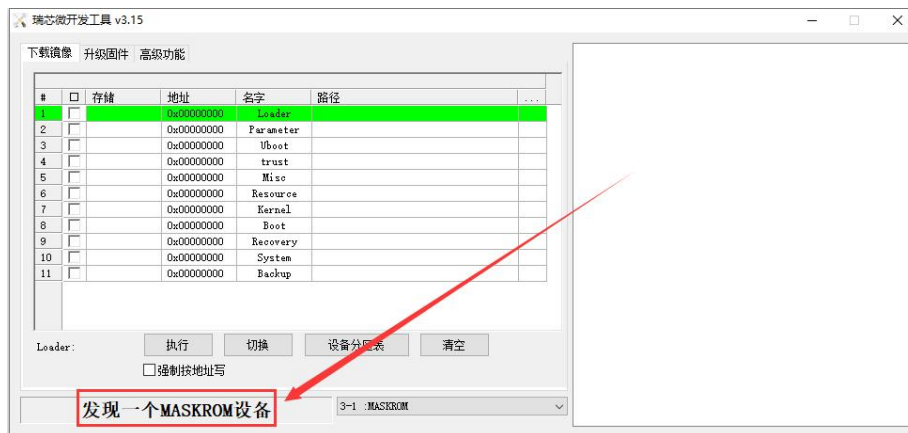 瑞芯微开发工具 v3.15
下载镜像 升级固件 高级功能
# 存储 地址 名字 路径 ...
1 0x00000000 Loader
2 0x00000000 Parameter
3 0x00000000 Uboot
4 0x00000000 trust
5 0x00000000 Misc
6 0x00000000 Resource
7 0x00000000 Kernel
8 0x00000000 Boot
9 0x00000000 Recovery
10 0x00000000 System
11 0x00000000 Backup
Loader: 执行 切换 设备分区表 清空
强制按地址写
发现一个MASKROM设备 3-1 :MASKROM